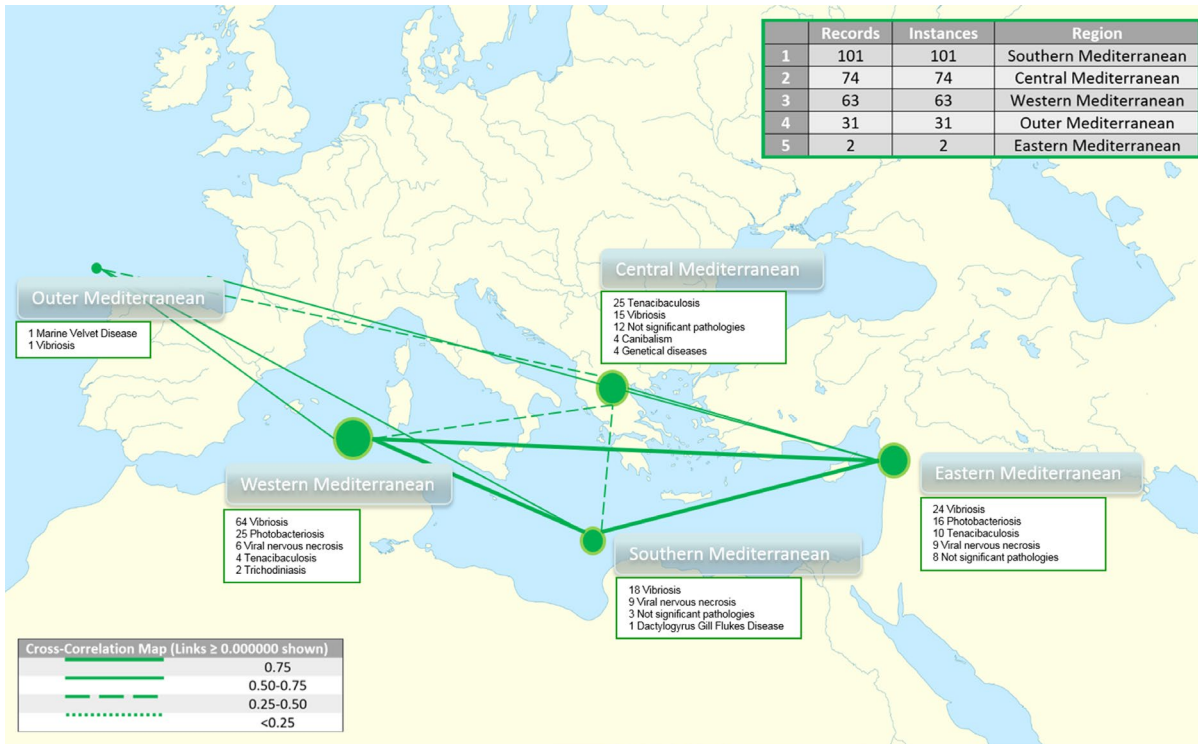 Records Instances Region
1 101 101 Southern Mediterranean
2 74 74 Central Mediterranean
3 63 63 Western Mediterranean
4 31 31 Outer Mediterranean
5 2 2 Eastern Mediterranean
Central Mediterranean
25 Tenacibaculosis
15 Vibriosis
12 Not significant pathologies
4 Canibalism
4 Genetical diseases
Outer Mediterranean
1 Marine Velvet Disease
1 Vibriosis
Western Mediterranean
64 Vibriosis
25 Photobacteriosis
6 Viral nervous necrosis
4 Tenacibaculosis
2 Trichodiniasis
Eastern Mediterranean
24 Vibriosis
16 Photobacteriosis
10 Tenacibaculosis
9 Viral nervous necrosis
8 Not significant pathologies
Southern Mediterranean
18 Vibriosis
9 Viral nervous necrosis
3 Not significant pathologies
1 Dactylogyrus Gill Flukes Disease
Cross-Correlation Map (Links ≥ 0.000000 shown)
0.75
0.50-0.75
0.25-0.50
<0.25